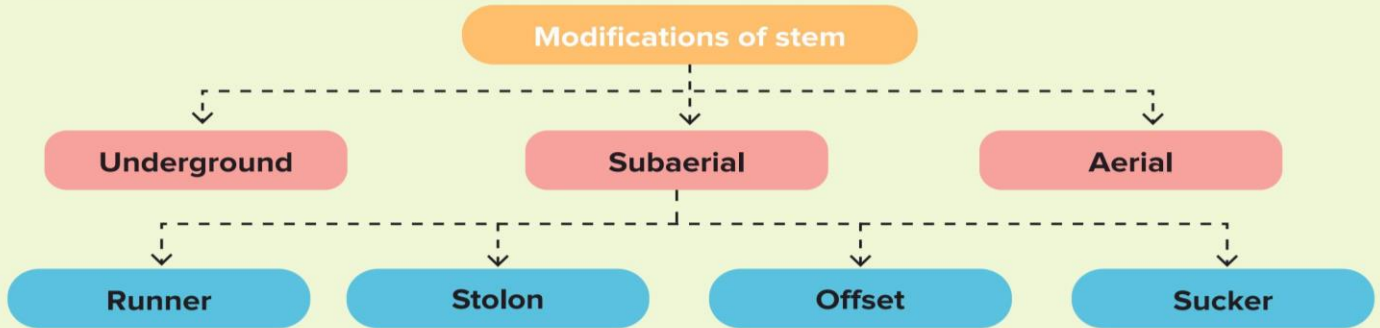 Modifications of stem
Underground
Subaerial
Aerial
Runner
Stolon
Offset
Sucker